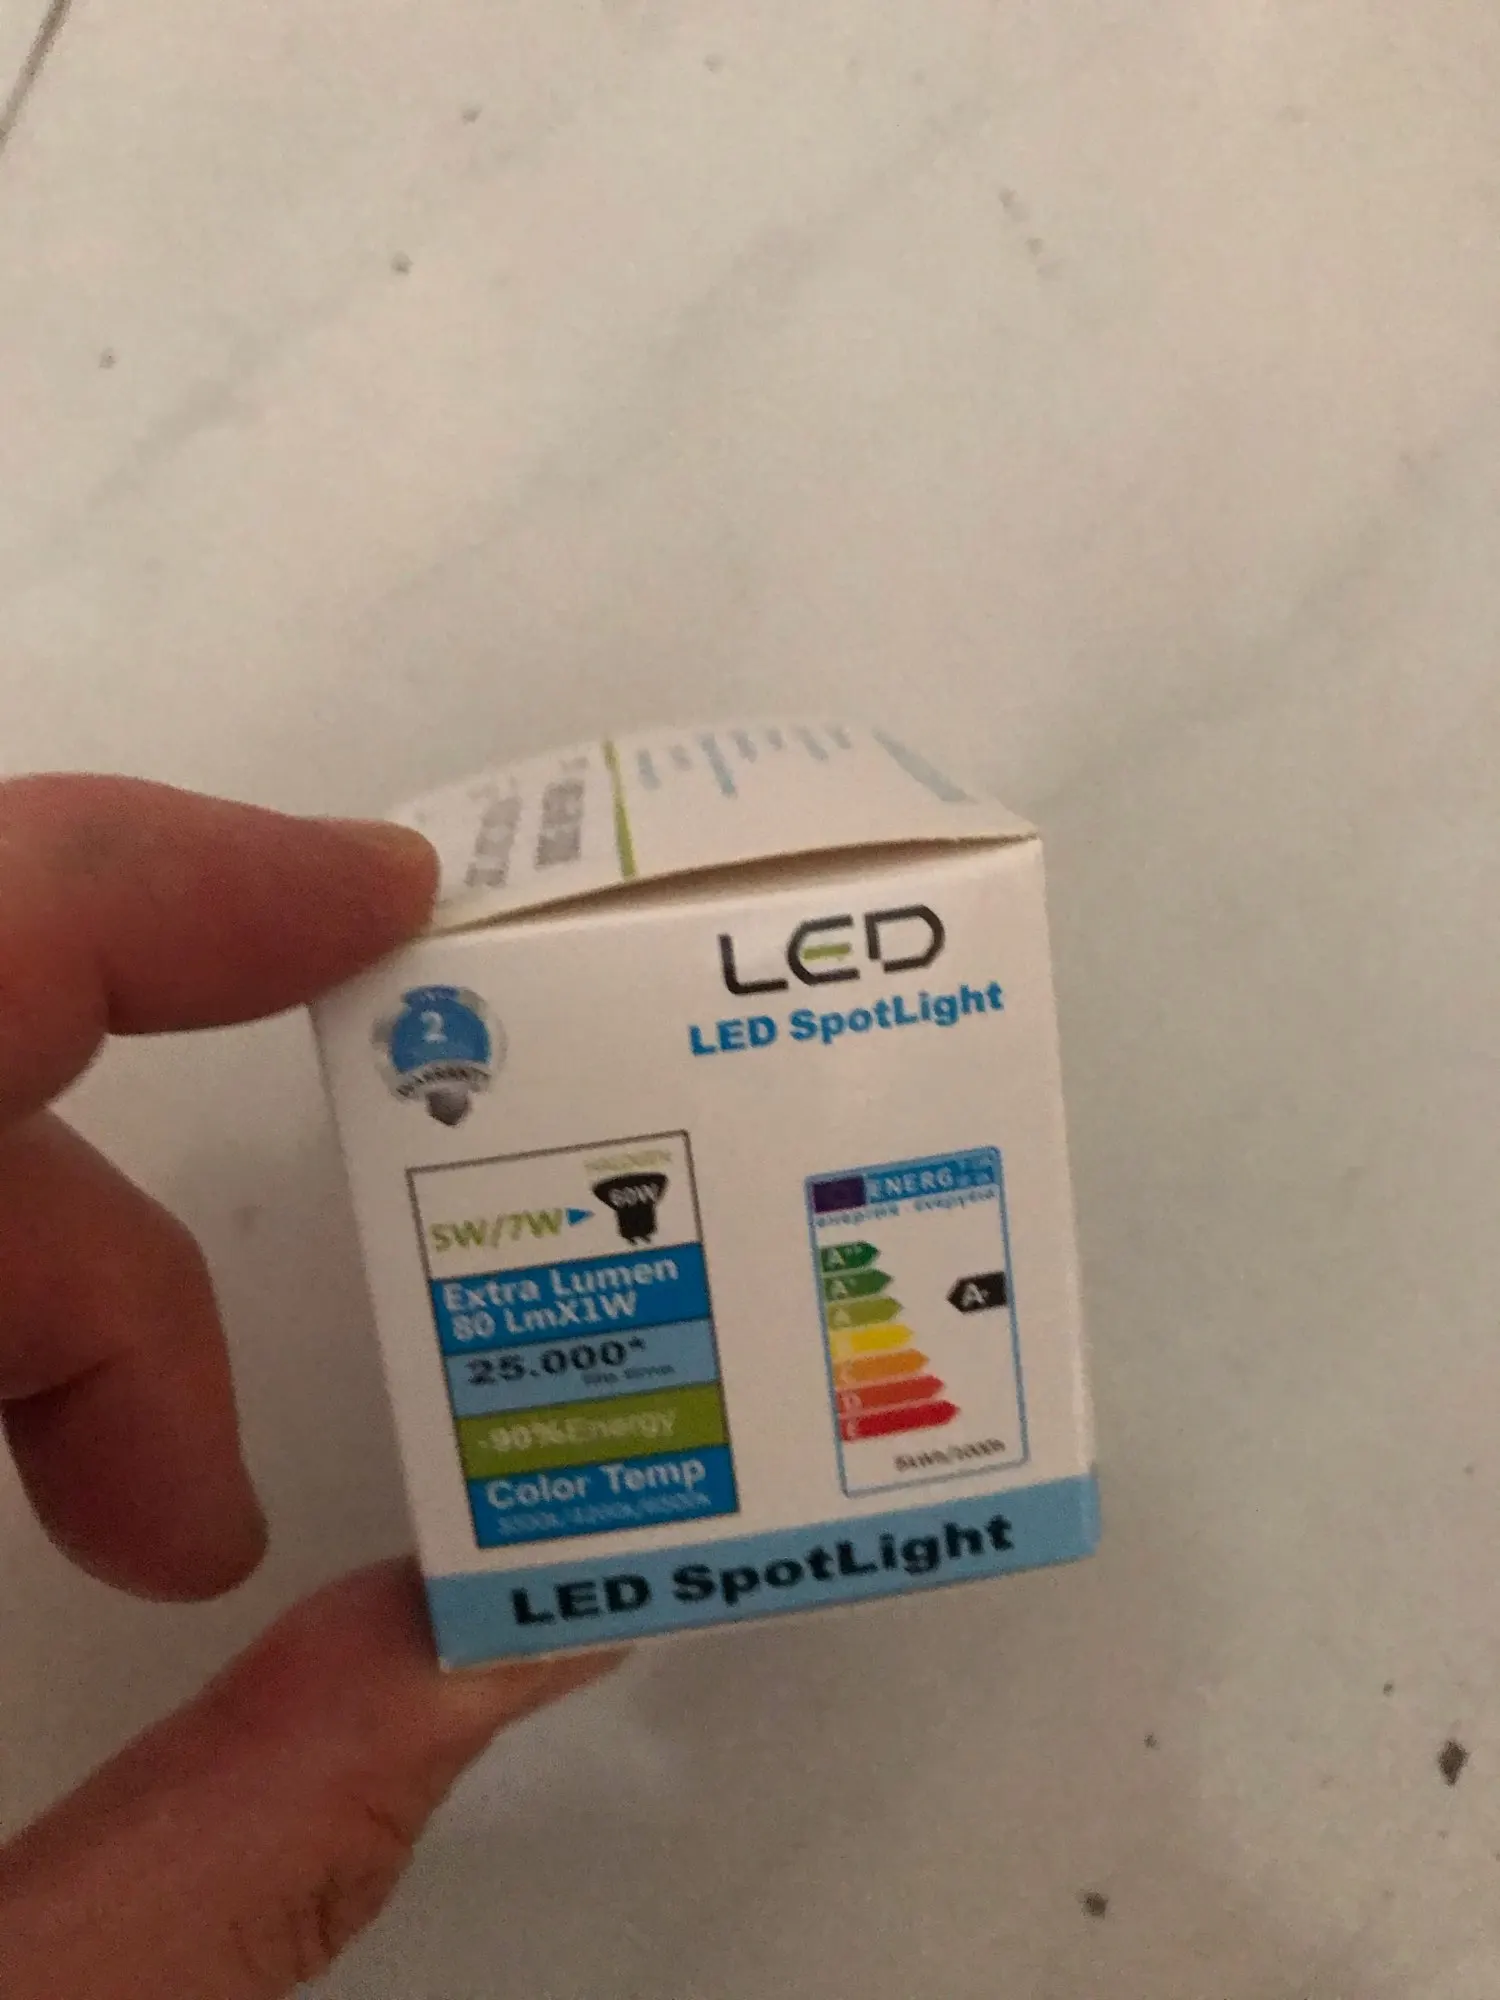 LED
LED SpotLight
2
WARRANTY
5W/7W
60W
Extra Lumen
80 LmX1W
25.000*
-90%Energy
Color Temp
ENERG
A++
A+
A
C
D
E
A+
LED SpotLight